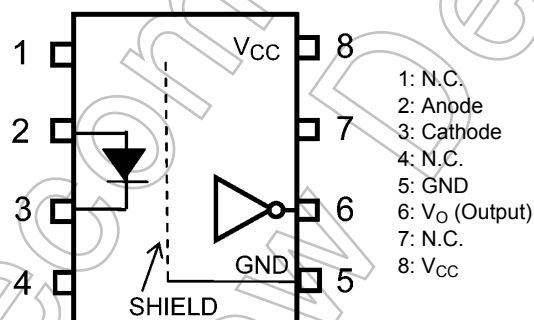 1
2
3
4
VCC
GND
SHIELD
8
7
6
5
1: N.C.
2: Anode
3: Cathode
4: N.C.
5: GND
6: VO (Output)
7: N.C.
8: VCC